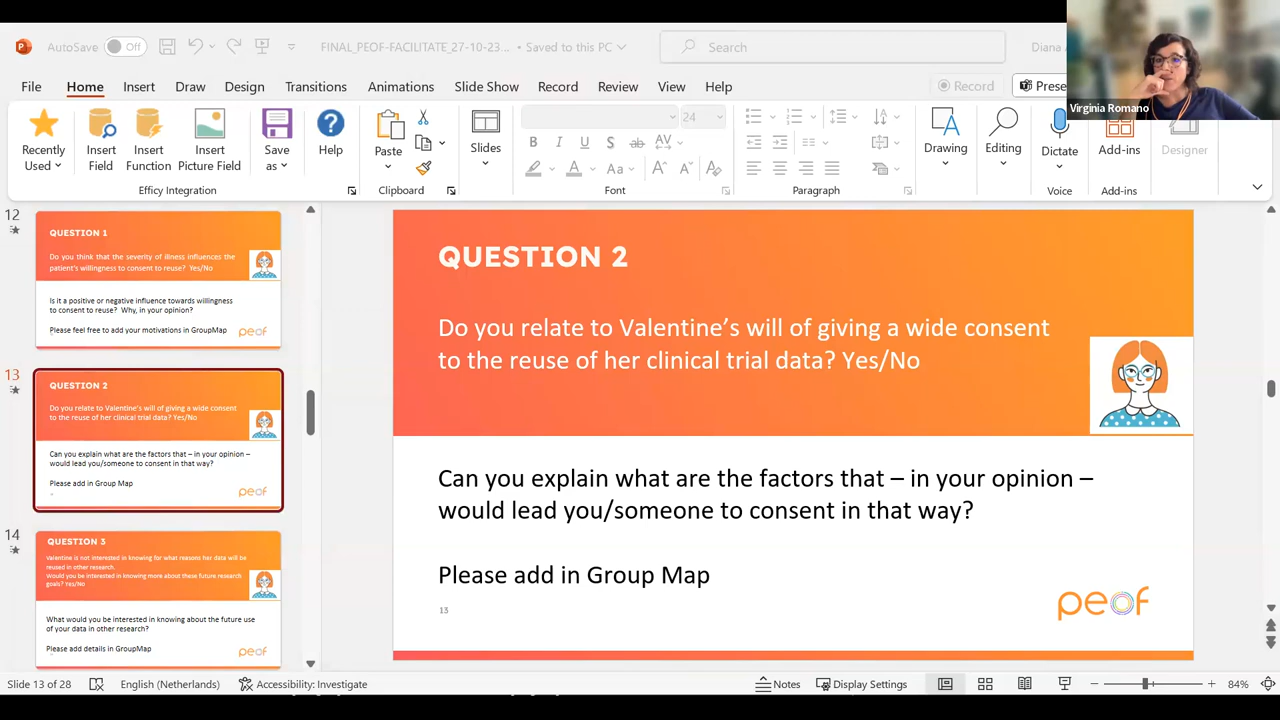 AutoSave Off
FINAL_PEOF-FACILITATE_27-10-23... • Saved to this PC
Search
Diana
Virginia Romano
File Home Insert Draw Design Transitions Animations Slide Show Record Review View Help
Record
Prese
Recently Used
Insert Field
Insert Function
Insert Picture Field
Save as
Help
Paste
Slides
24
B I U S ab AV
Aa A A A
Drawing
Editing
Dictate
Add-ins
Designer
Efficy Integration
Clipboard
Font
Paragraph
Voice
Add-ins
12
QUESTION 1
Do you think that the severity of illness influences the
patient's willingness to consent to reuse? Yes/No
Is it a positive or negative influence towards willingness
to consent to reuse? Why, in your opinion?
Please feel free to add your motivations in GroupMap
peof
13
QUESTION 2
Do you relate to Valentine's will of giving a wide consent
to the reuse of her clinical trial data? Yes/No
Can you explain what are the factors that – in your opinion –
would lead you/someone to consent in that way?
Please add in Group Map
peof
14
QUESTION 3
Valentine is not interested in knowing for what reasons her data will be
reused in other research.
Would you be interested in knowing more about these future research
goals? Yes/No
What would you be interested in knowing about the future use
of your data in other research?
Please add details in GroupMap
peof
QUESTION 2
Do you relate to Valentine's will of giving a wide consent
to the reuse of her clinical trial data? Yes/No
Can you explain what are the factors that – in your opinion –
would lead you/someone to consent in that way?
Please add in Group Map
13
peof
Slide 13 of 28
English (Netherlands)
Accessibility: Investigate
Notes
Display Settings
84%